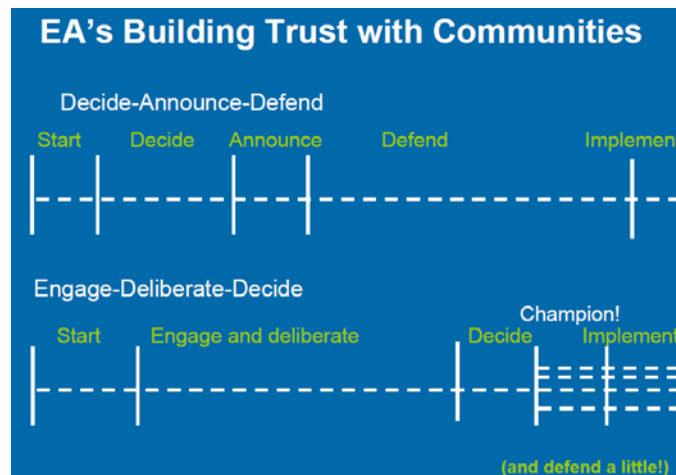 EA's Building Trust with Communities
Decide-Announce-Defend
Start Decide Announce Defend Implemen
Engage-Deliberate-Decide
Champion!
Start Engage and deliberate Decide Implement
(and defend a little!)